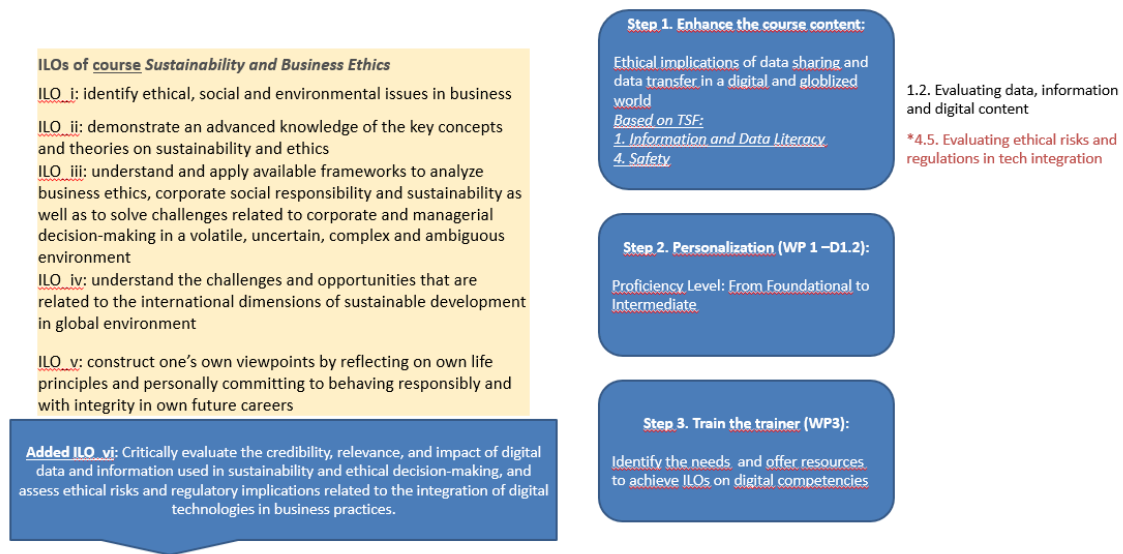 ILOs of course Sustainability and Business Ethics
ILO_i: identify ethical, social and environmental issues in business
ILO_ii: demonstrate an advanced knowledge of the key concepts
and theories on sustainability and ethics
ILO_iii: understand and apply available frameworks to analyze
business ethics, corporate social responsibility and sustainability as
well as to solve challenges related to corporate and managerial
decision-making in a volatile, uncertain, complex and ambiguous
environment
ILO_iv: understand the challenges and opportunities that are
related to the international dimensions of sustainable development
in global environment
ILO_v: construct one's own viewpoints by reflecting on own life
principles and personally committing to behaving responsibly and
with integrity in own future careers
Added ILO_vi: Critically evaluate the credibility, relevance, and impact of digital
data and information used in sustainability and ethical decision-making, and
assess ethical risks and regulatory implications related to the integration of digital
technologies in business practices.
Step 1. Enhance the course content:
Ethical implications of data sharing and
data transfer in a digital and globlized
world
Based on TSF:
1. Information and Data Literacy
4. Safety
1.2. Evaluating data, information
and digital content
*4.5. Evaluating ethical risks and
regulations in tech integration
Step 2. Personalization (WP 1 –D1.2):
Proficiency Level: From Foundational to
Intermediate
Step 3. Train the trainer (WP3):
Identify the needs and offer resources
to achieve ILOs on digital competencies